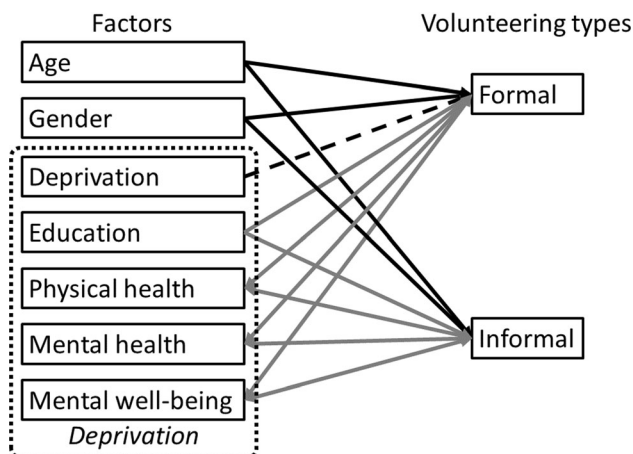 Factors
Volunteering types
Age
Formal
Gender
Deprivation
Education
Physical health
Mental health
Informal
Mental well-being
Deprivation